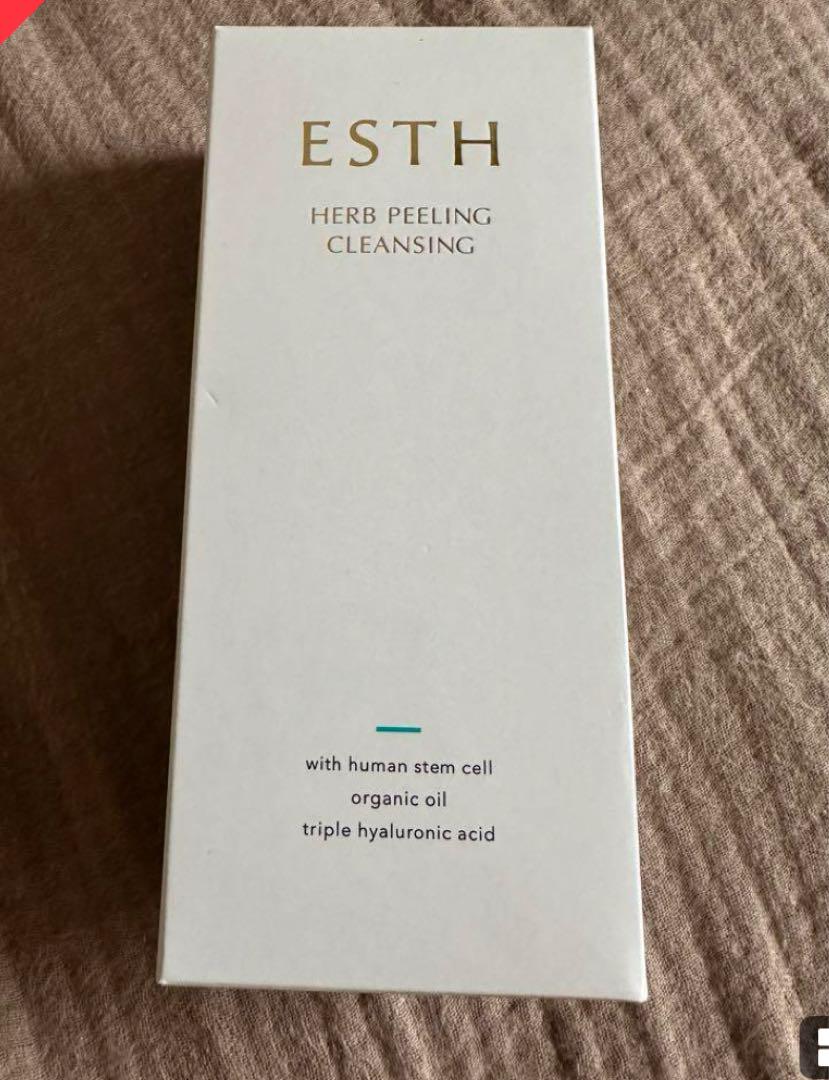 ESTH
HERB PEELING
CLEANSING
with human stem cell
organic oil
triple hyaluronic acid